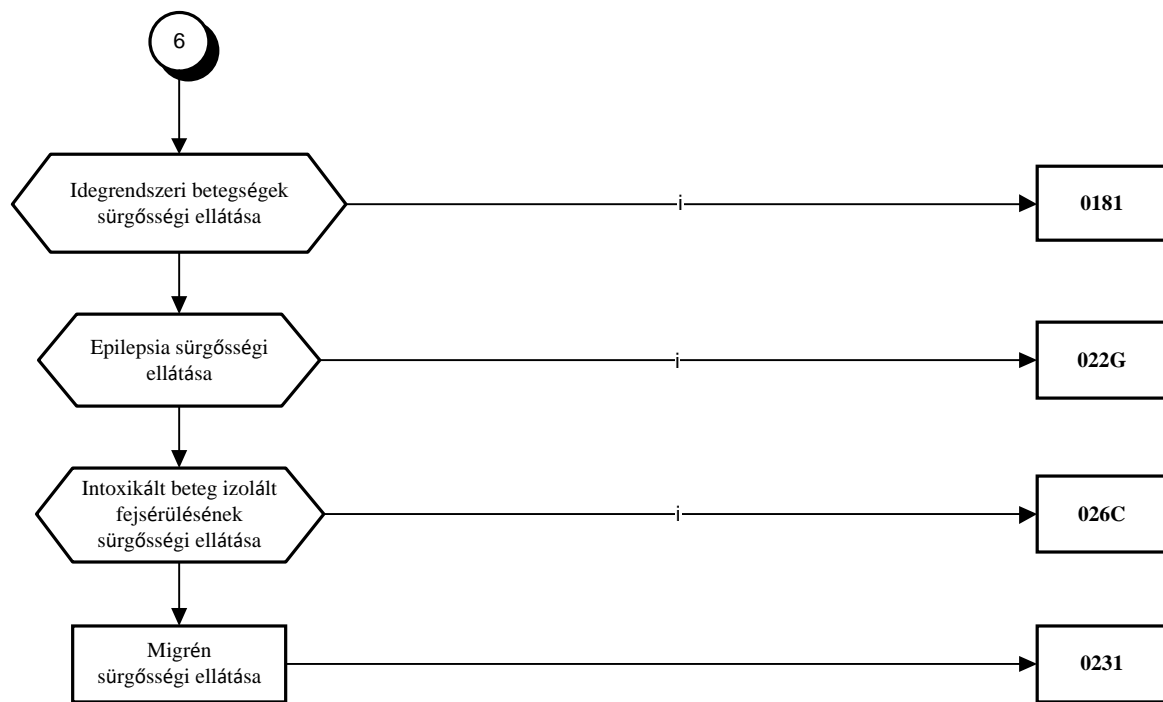 6
Idegrendszeri betegségek
sürgősségi ellátása
i
0181
Epilepsia sürgősségi
ellátása
i
022G
Intoxikált beteg izolált
fejsérülésének
sürgősségi ellátása
i
026C
Migrén
sürgősségi ellátása
0231